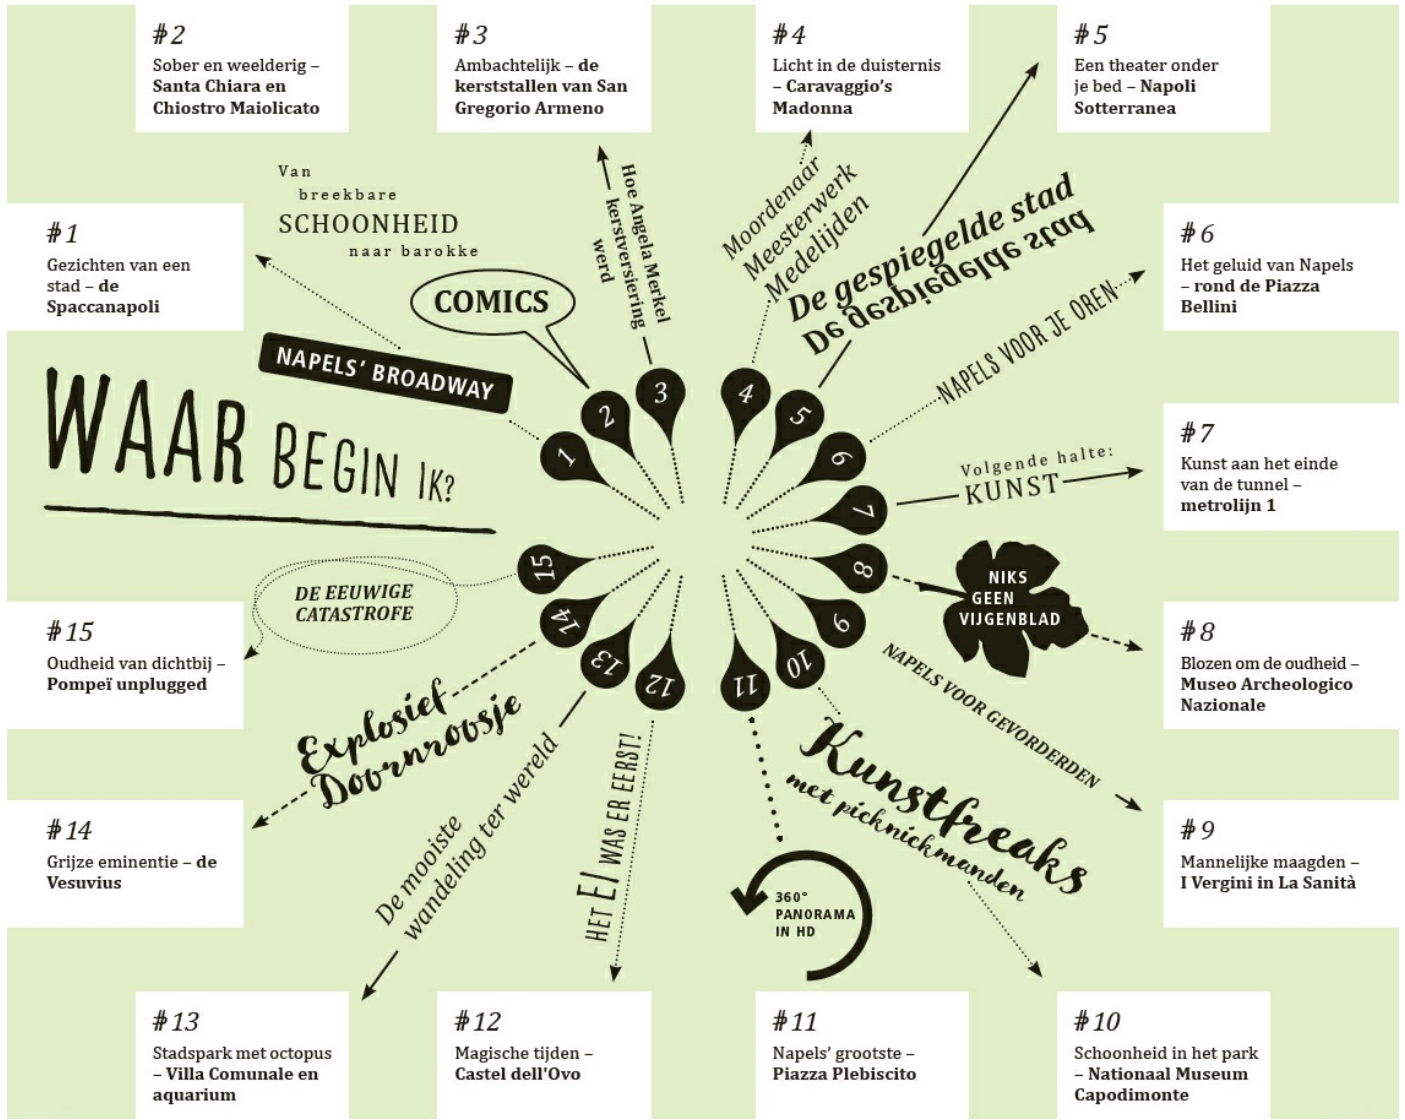 #2
Sober en weelderig –
Santa Chiara en
Chiostro Maiolicato
#3
Ambachtelijk – de
kerststallen van San
Gregorio Armeno
#4
Licht in de duisternis
– Caravaggio's
Madonna
#5
Een theater onder
je bed – Napoli
Sotterranea
#1
Gezichten van een
stad – de
Spaccanapoli
Van
breekbare
SCHOONHEID
naar barokke
COMICS
NAPELS' BROADWAY
Hoe Angela Merkel
kerstversiering
werd
Moordenaar
Meesterwerk
Medelijden
De gespiegelde stad
De gespiegelde stad
NAPELS VOOR JE OREN
#6
Het geluid van Napels
– rond de Piazza
Bellini
WAAR BEGIN IK?
1
2
3
4
5
6
7
8
9
10
11
12
13
14
15
Volgende halte:
KUNST
#7
Kunst aan het einde
van de tunnel –
metrolijn 1
NIKS
GEEN
VIJGENBLAD
#8
Blozen om de oudheid –
Museo Archeologico
Nazionale
NAPELS VOOR GEVORDERDEN
#9
Mannelijke maagden –
I Vergini in La Sanità
Kunstfreaks
met picknickmanden
#10
Schoonheid in het park
– Nationaal Museum
Capodimonte
360°
PANORAMA
IN HD
#11
Napels' grootste –
Piazza Plebiscito
HET EI WAS ER EERST!
#12
Magische tijden –
Castel dell'Ovo
De mooiste
wandeling ter wereld
#13
Stadspark met octopus
– Villa Comunale en
aquarium
Explosief
Doornroosje
#14
Grijze eminentie – de
Vesuvius
DE EEUWIGE
CATASTROFE
#15
Oudheid van dichtbij –
Pompeï unplugged